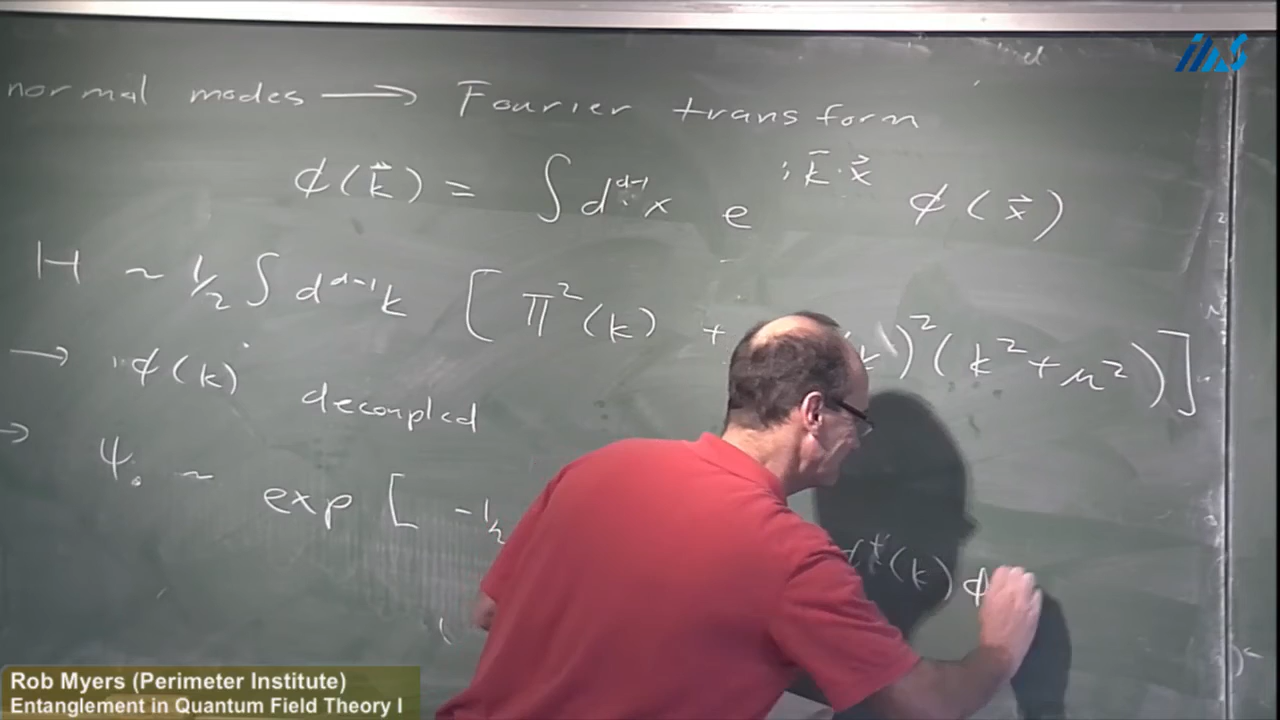 IIAS
normal modes ⟶ Fourier transform
ϕ(k⃗) = ∫ d^{d-1}x e^{ik̄·x⃗} ϕ(x⃗)
H ~ 1/2 ∫ d^{d-1}k [ π²(k) + k)²(k²+μ²)]
→ ϕ(k) decoupled
→ Ψ₀ ~ exp [ -1/2 ϕ†(k) ϕ
Rob Myers (Perimeter Institute)
Entanglement in Quantum Field Theory I